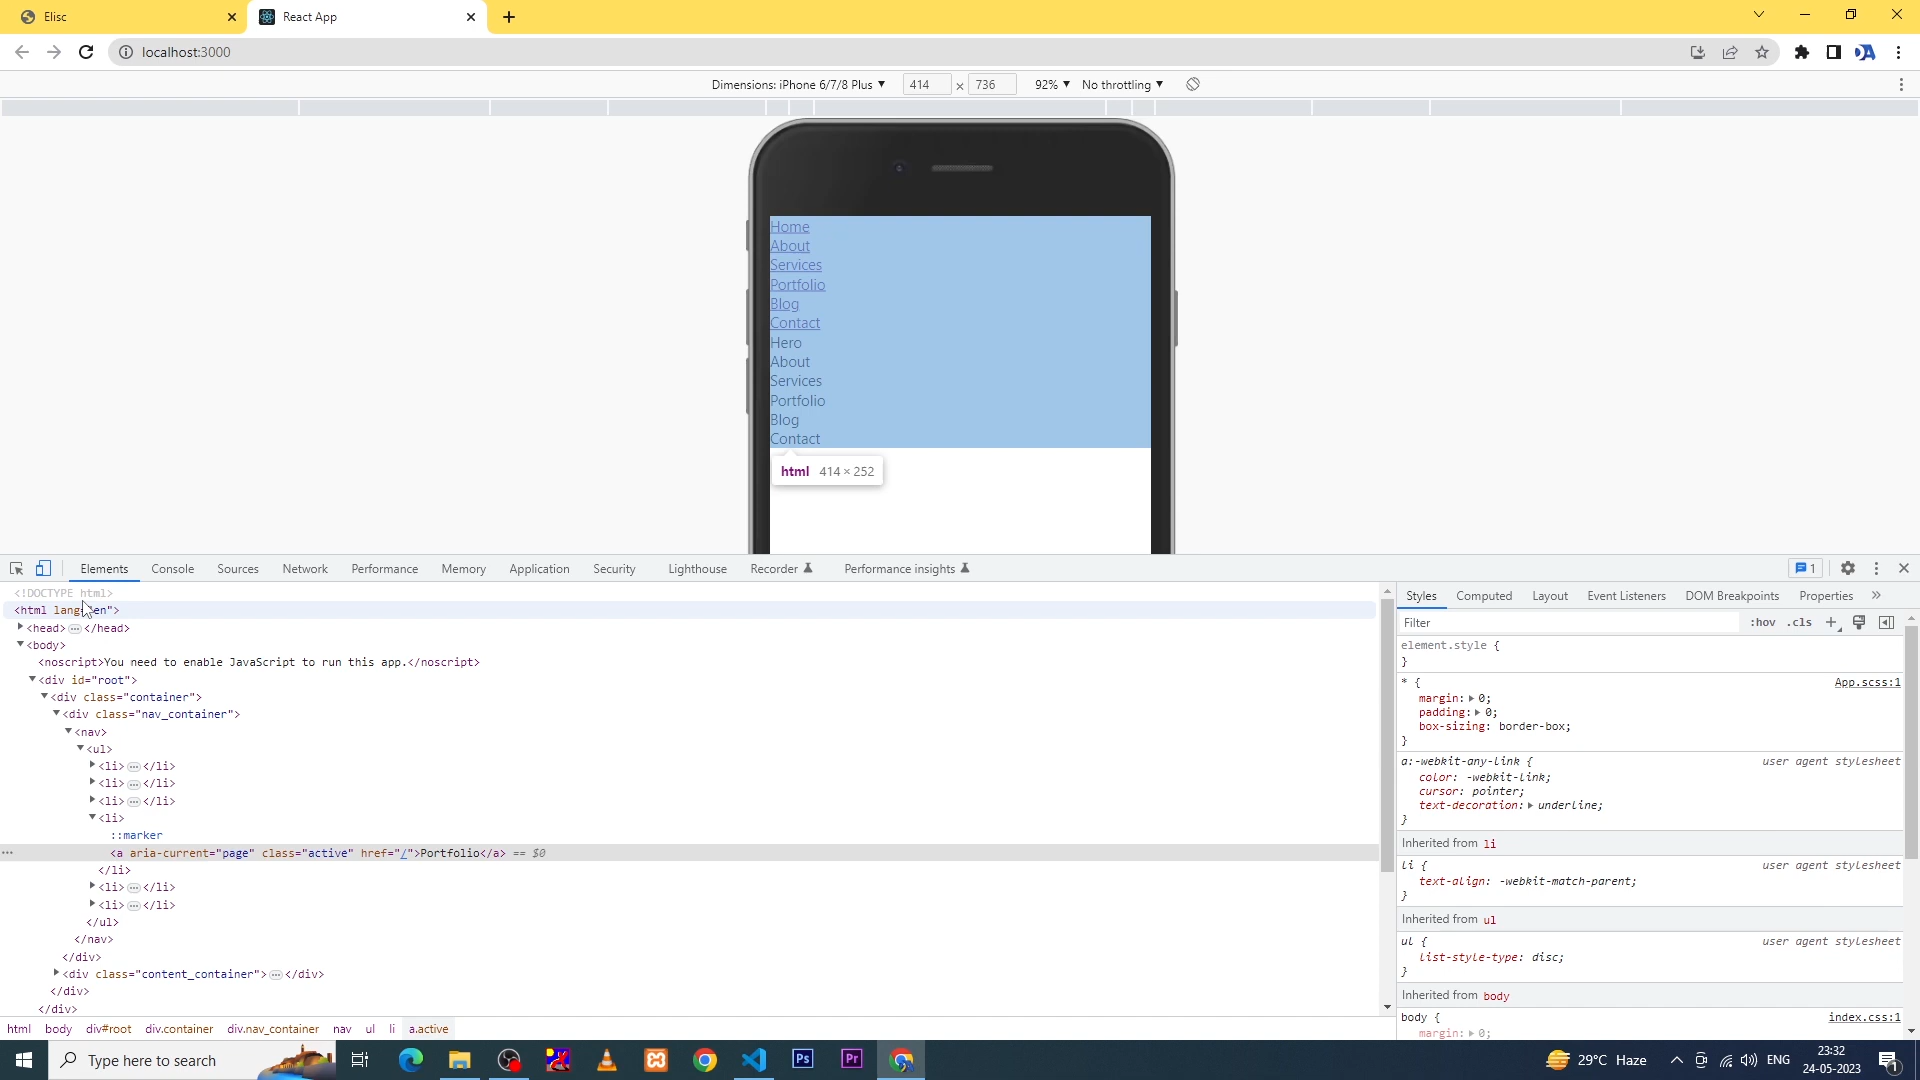 Elisc
React App
localhost:3000
Dimensions: iPhone 6/7/8 Plus ▼ 414 × 736 92% ▼ No throttling ▼
Home
About
Services
Portfolio
Blog
Contact
Hero
About
Services
Portfolio
Blog
Contact
html 414 × 252
Elements Console Sources Network Performance Memory Application Security Lighthouse Recorder Performance insights 1
<!DOCTYPE html>
<html lang="en">
<head> ⋯ </head>
<body>
<noscript>You need to enable JavaScript to run this app.</noscript>
<div id="root">
<div class="container">
<div class="nav_container">
<nav>
<ul>
<li> ⋯ </li>
<li> ⋯ </li>
<li> ⋯ </li>
<li>
::marker
<a aria-current="page" class="active" href="/">Portfolio</a> == $0
</li>
<li> ⋯ </li>
<li> ⋯ </li>
</ul>
</nav>
</div>
<div class="content_container"> ⋯ </div>
</div>
</div>
html body div#root div.container div.nav_container nav ul li a.active
Styles Computed Layout Event Listeners DOM Breakpoints Properties »
Filter :hov .cls +
element.style {
}
* { App.scss:1
margin: 0;
padding: 0;
box-sizing: border-box;
}
a:-webkit-any-link { user agent stylesheet
color: -webkit-link;
cursor: pointer;
text-decoration: underline;
}
Inherited from li
li { user agent stylesheet
text-align: -webkit-match-parent;
}
Inherited from ul
ul { user agent stylesheet
list-style-type: disc;
}
Inherited from body
body { index.css:1
margin: 0;
Type here to search
Ps
Pr
29°C Haze
ENG
23:32
24-05-2023
1